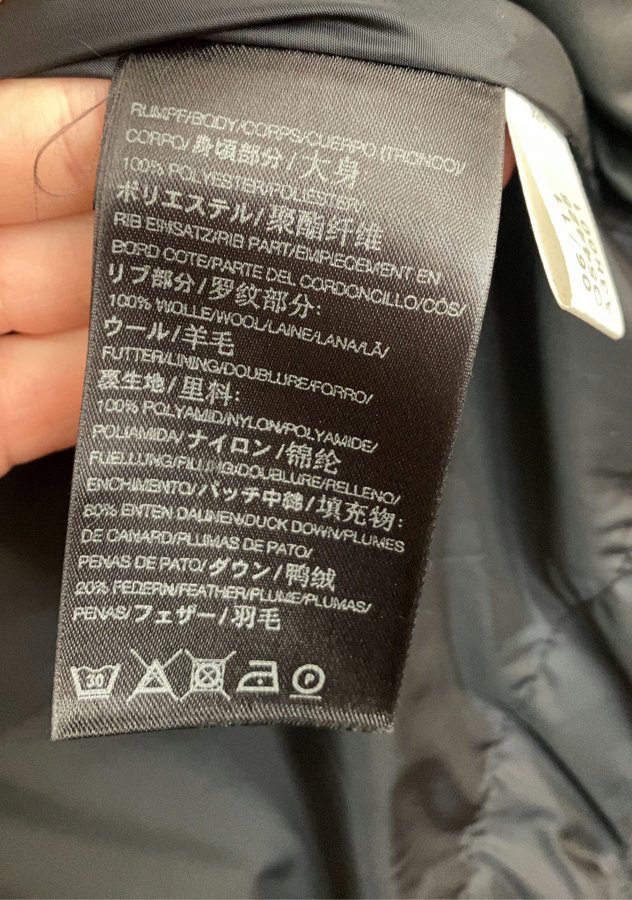 RUMPF/BODY/CORPS/CUERPO (TRONCO)/
CORPO/身頃部分/大身
100% POLYESTER/POLIESTER/
ポリエステル/聚酯纤维
RIB EINSATZ/RIB PART/EMPIECEMENT EN
BORD COTE/PARTE DEL CORDONCILLO/COS/
リブ部分/罗纹部分:
100% WOLLE/WOOL/LAINE/LANA/LÃ/
ウール/羊毛
FUTTER/LINING/DOUBLURE/FORRO/
裏生地/里料:
100% POLYAMID/NYLON/POLYAMIDE/
POLIAMIDA/ナイロン/锦纶
FUELLUNG/FILLING/DOUBLURE/RELLENO/
ENCHIMENTO/パッチ中綿/填充物:
80% ENTEN DAUNEN/DUCK DOWN/PLUMES
DE CANARD/PLUMAS DE PATO/
PENAS DE PATO/ダウン/鸭绒
20% FEDERN/FEATHER/PLUME/PLUMAS/
PENAS/フェザー/羽毛
30
P